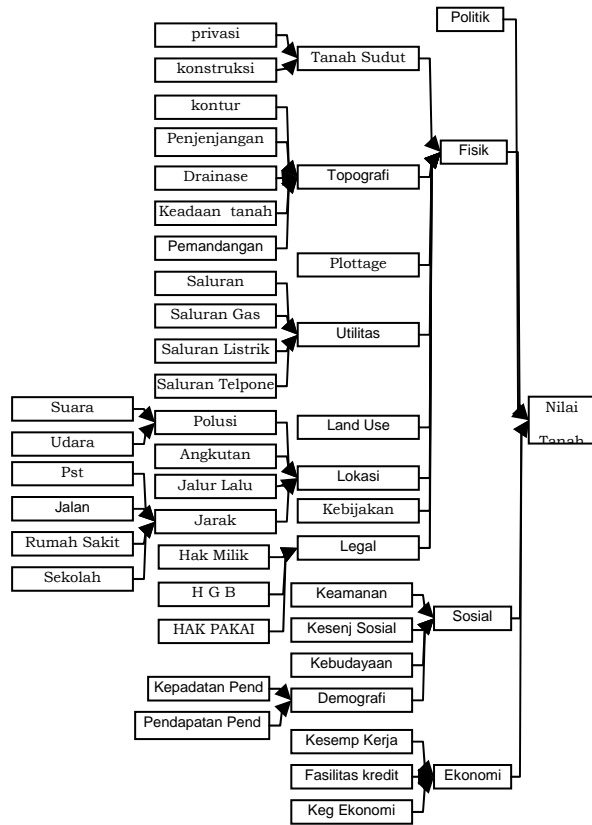 Politik
privasi
Tanah Sudut
konstruksi
kontur
Penjenjangan
Fisik
Drainase
Topografi
Keadaan tanah
Pemandangan
Plottage
Saluran
Saluran Gas
Utilitas
Saluran Listrik
Saluran Telpone
Suara
Polusi
Nilai
Tanah
Land Use
Udara
Angkutan
Pst
Lokasi
Jalur Lalu
Jalan
Kebijakan
Jarak
Rumah Sakit
Legal
Hak Milik
Sekolah
H G B
Keamanan
Sosial
HAK PAKAI
Kesenj Sosial
Kebudayaan
Kepadatan Pend
Demografi
Pendapatan Pend
Kesemp Kerja
Fasilitas kredit
Ekonomi
Keg Ekonomi